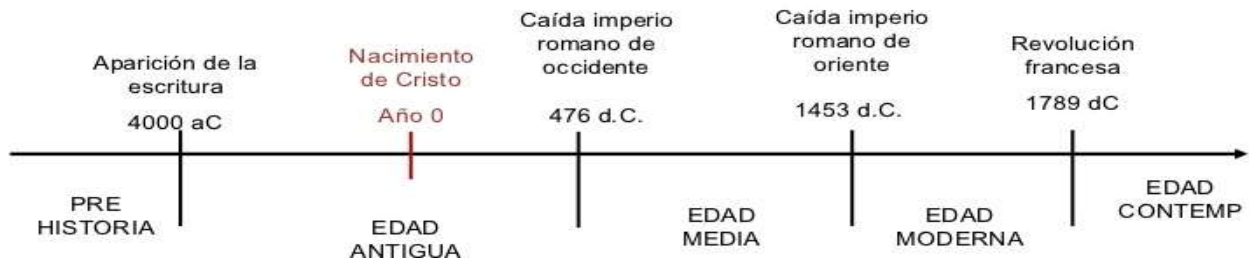 Aparición de la
escritura
4000 aC
Nacimiento
de Cristo
Año 0
Caída imperio
romano de
occidente
476 d.C.
Caída imperio
romano de
oriente
1453 d.C.
Revolución
francesa
1789 dC
PRE
HISTORIA
EDAD
ANTIGUA
EDAD
MEDIA
EDAD
MODERNA
EDAD
CONTEMP